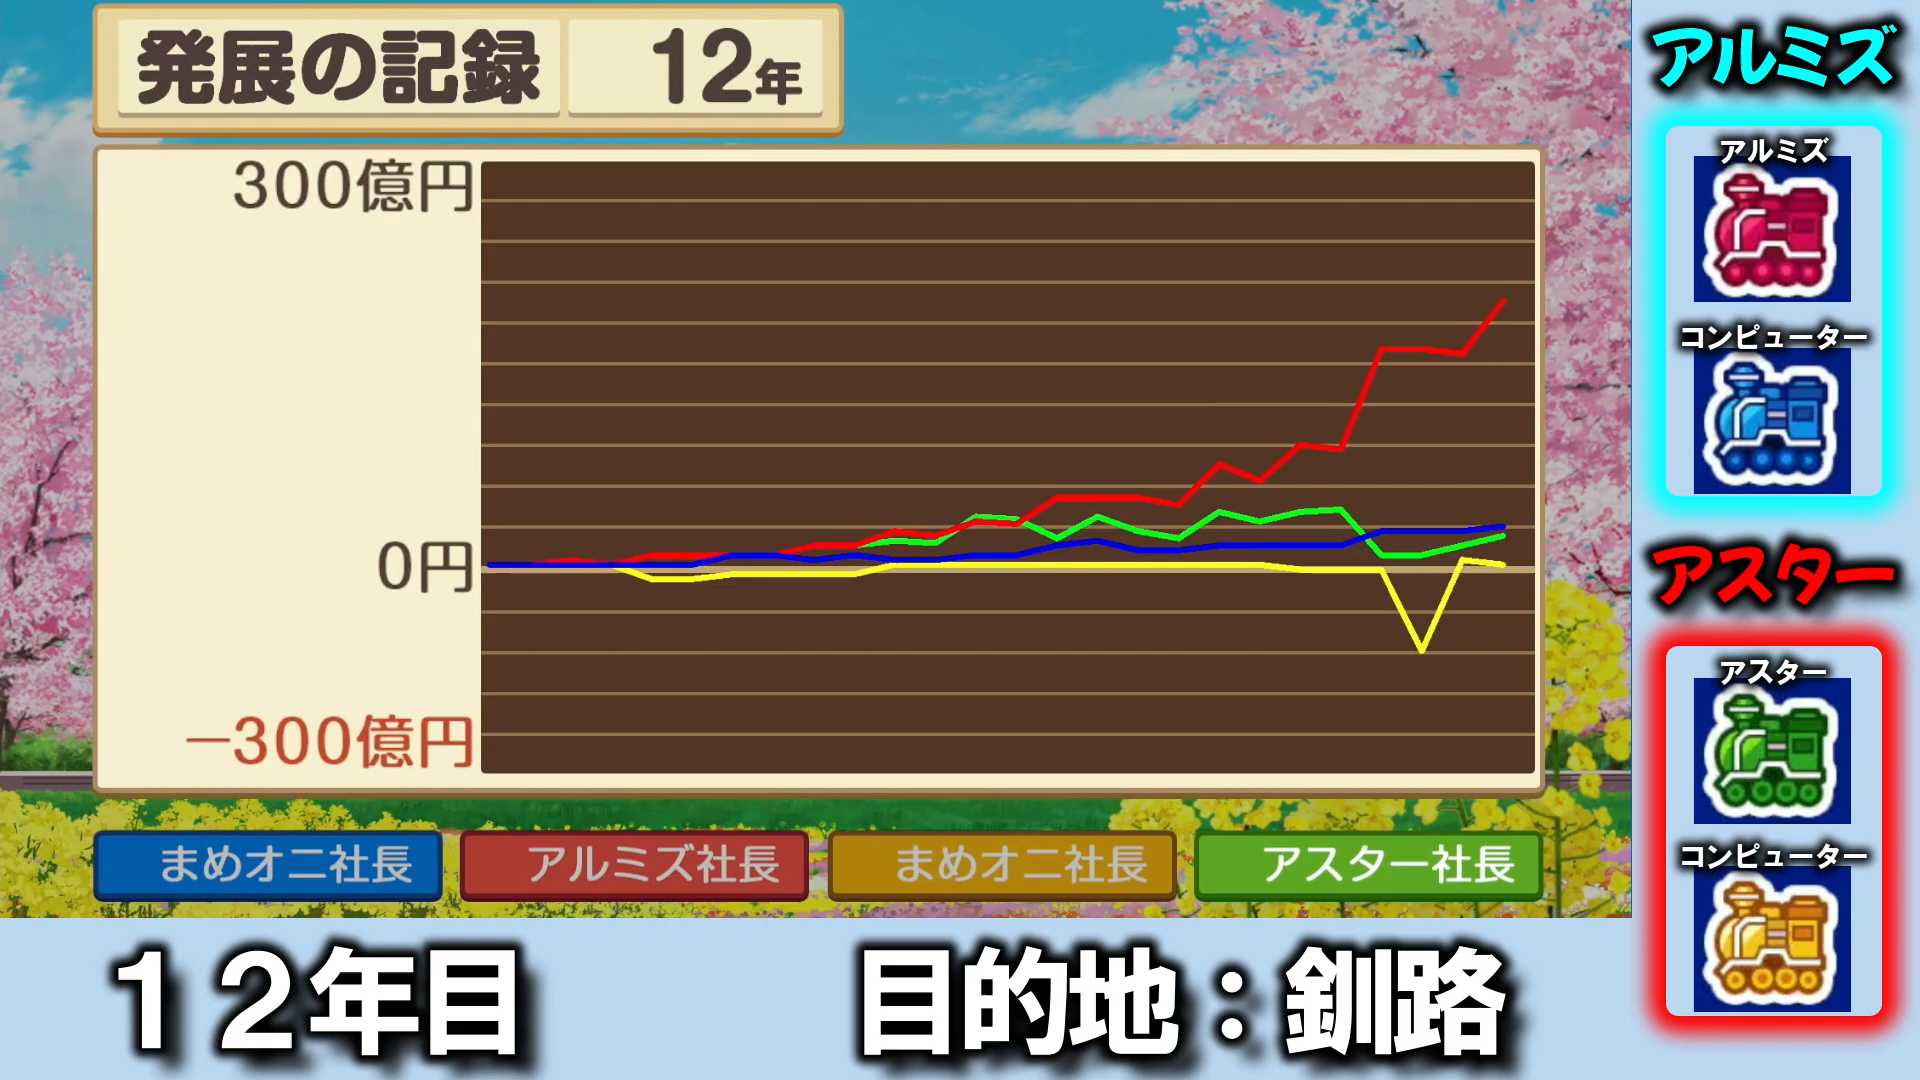 発展の記録
12年
300億円
0円
－300億円
まめオニ社長
アルミズ社長
まめオニ社長
アスター社長
１２年目
目的地：釧路
アルミズ
アルミズ
コンピューター
アスター
アスター
コンピューター